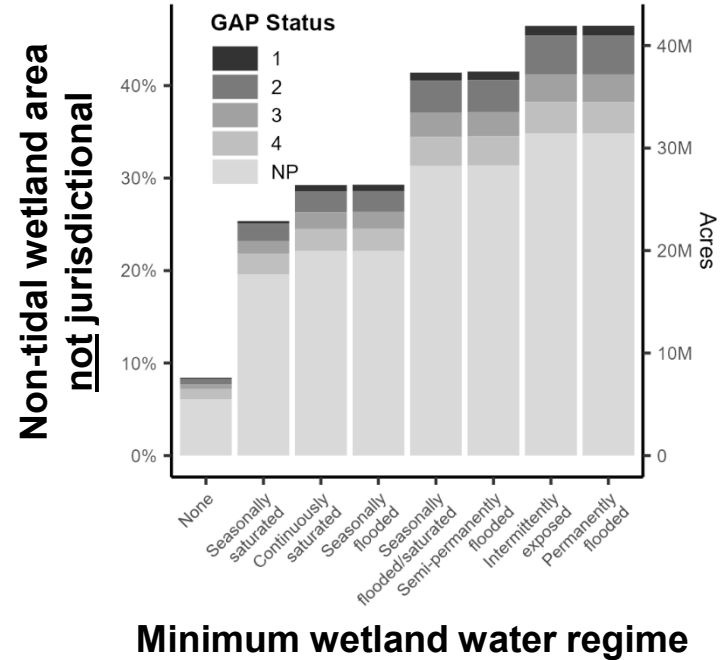 GAP Status
1
2
3
4
NP
Non-tidal wetland area
not jurisdictional
40%
30%
20%
10%
0%
40M
30M
20M
10M
0
Acres
None
Seasonally
saturated
Continuously
saturated
Seasonally
flooded
Seasonally
flooded/saturated
Semi-permanently
flooded
Intermittently
exposed
Permanently
flooded
Minimum wetland water regime